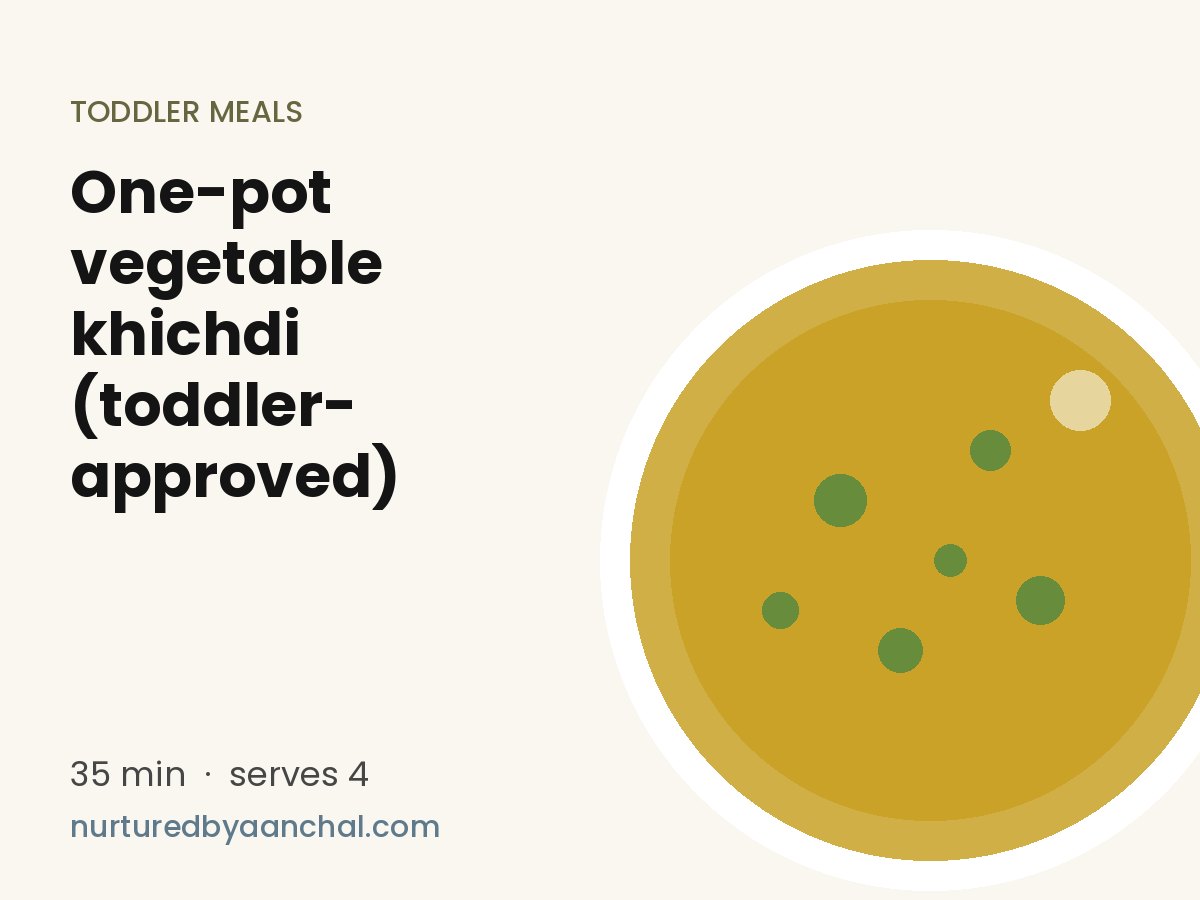 TODDLER MEALS
One-pot
vegetable
khichdi
(toddler-
approved)
35 min · serves 4
nurturedbyaanchal.com